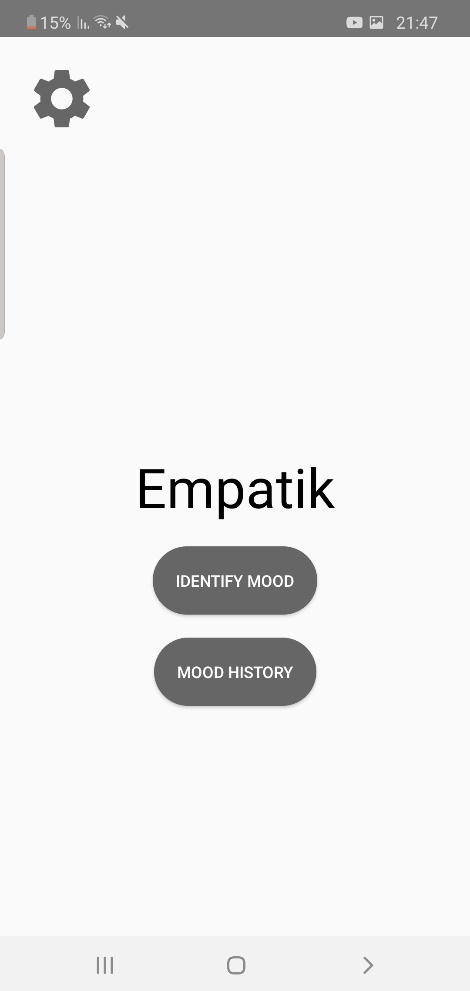 15% 21:47
Empatik
IDENTIFY MOOD
MOOD HISTORY